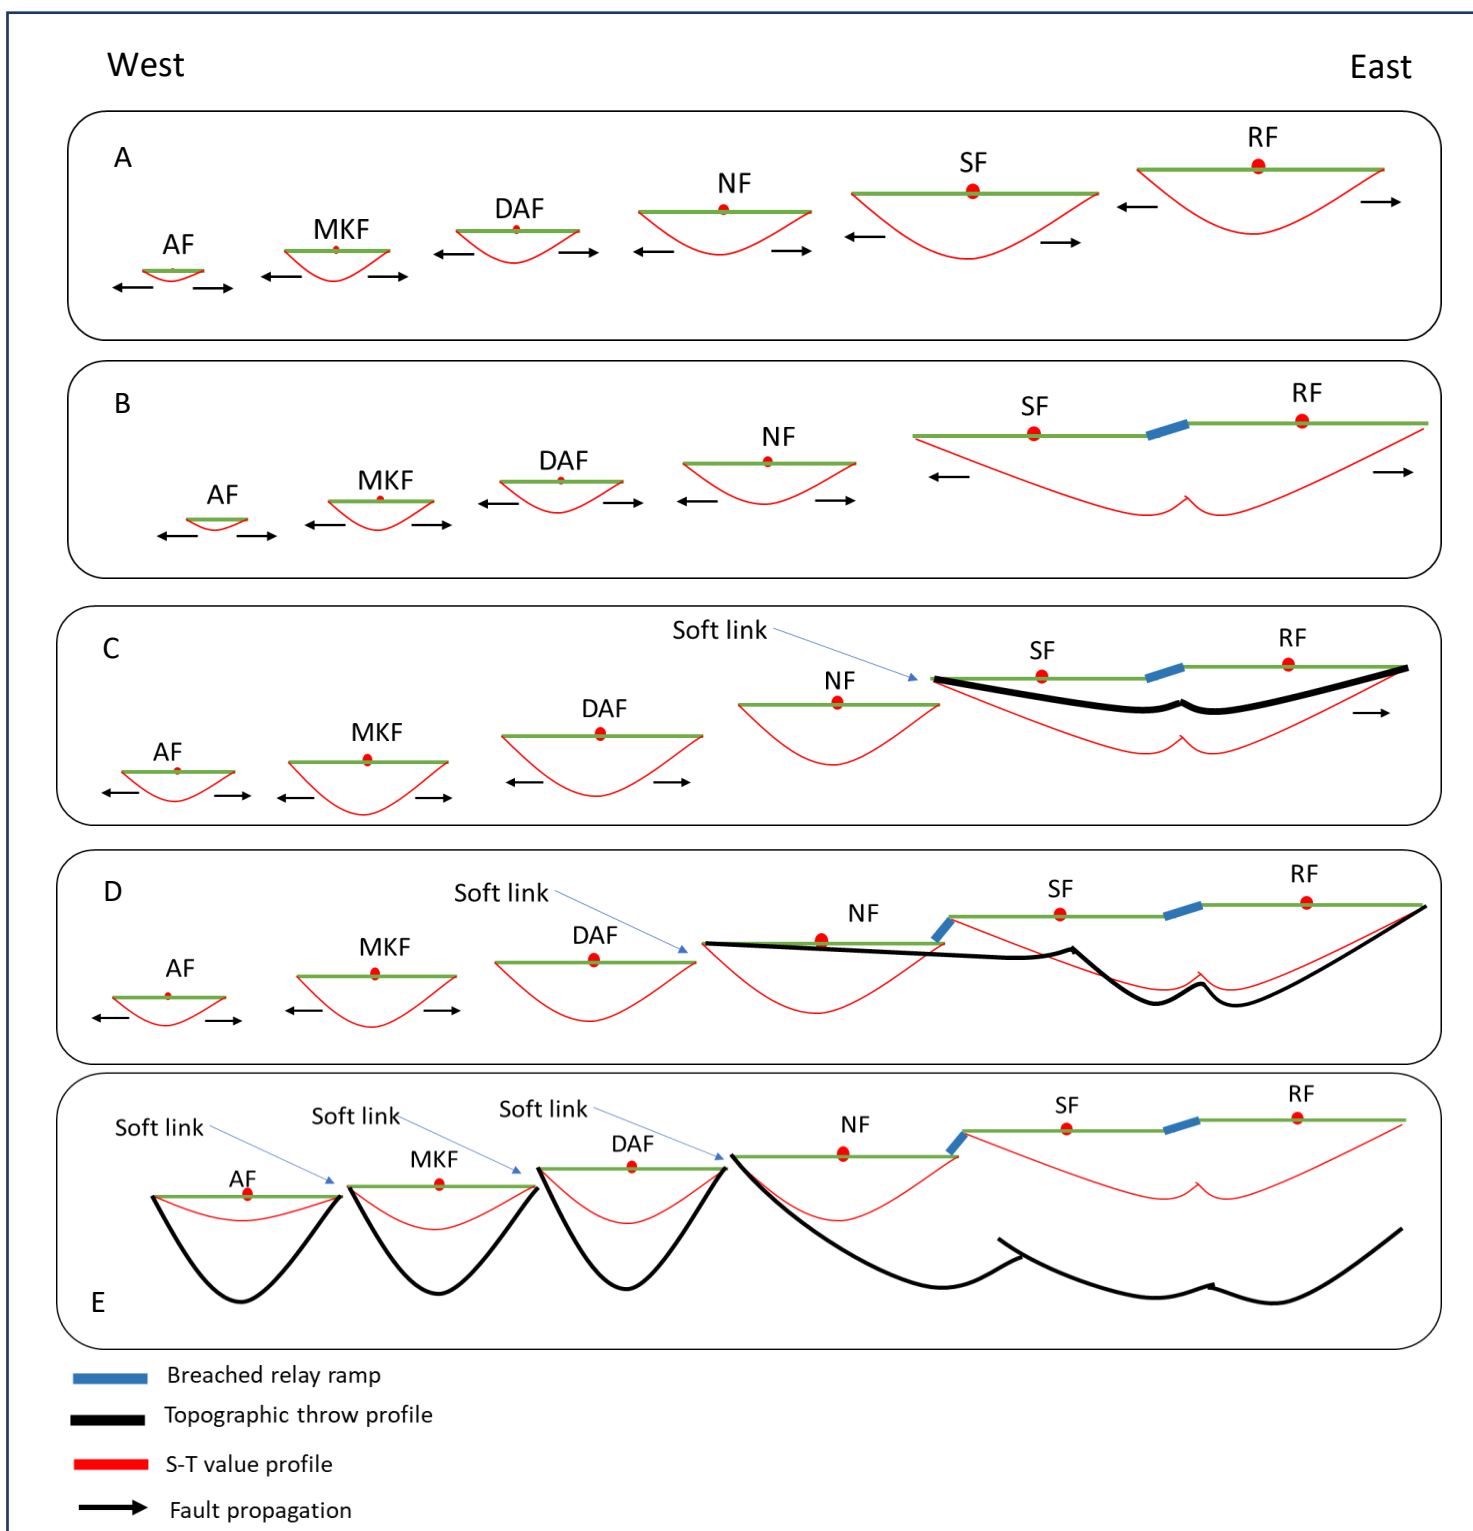 West
East
A
AF
MKF
DAF
NF
SF
RF
B
AF
MKF
DAF
NF
SF
RF
C
Soft link
AF
MKF
DAF
NF
SF
RF
D
Soft link
AF
MKF
DAF
NF
SF
RF
E
Soft link
Soft link
Soft link
AF
MKF
DAF
NF
SF
RF
Breached relay ramp
Topographic throw profile
S-T value profile
Fault propagation